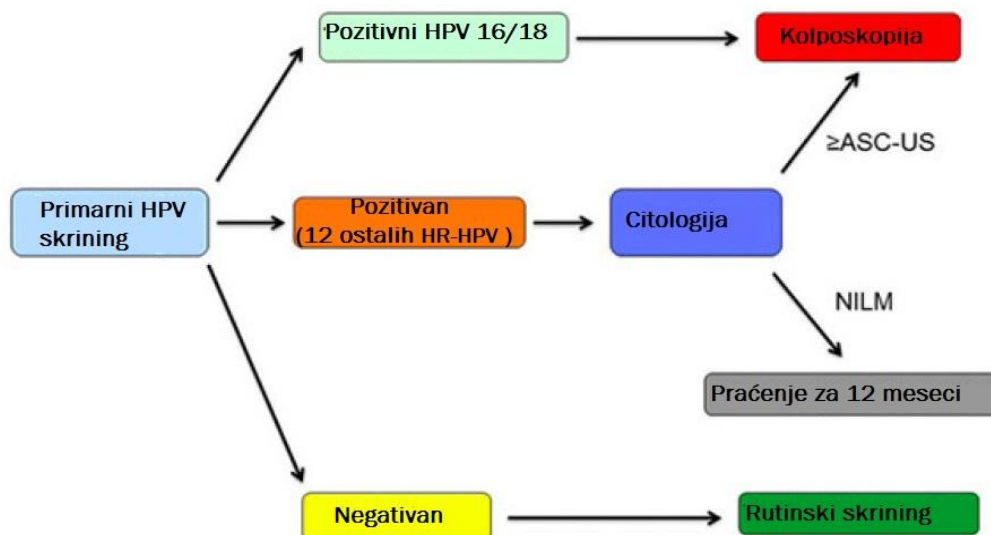 Pozitivni HPV 16/18
Kolposkopija
≥ASC-US
Primarni HPV
skrining
Pozitivan
(12 ostalih HR-HPV )
Citologija
NILM
Praćenje za 12 meseci
Negativan
Rutinski skrining